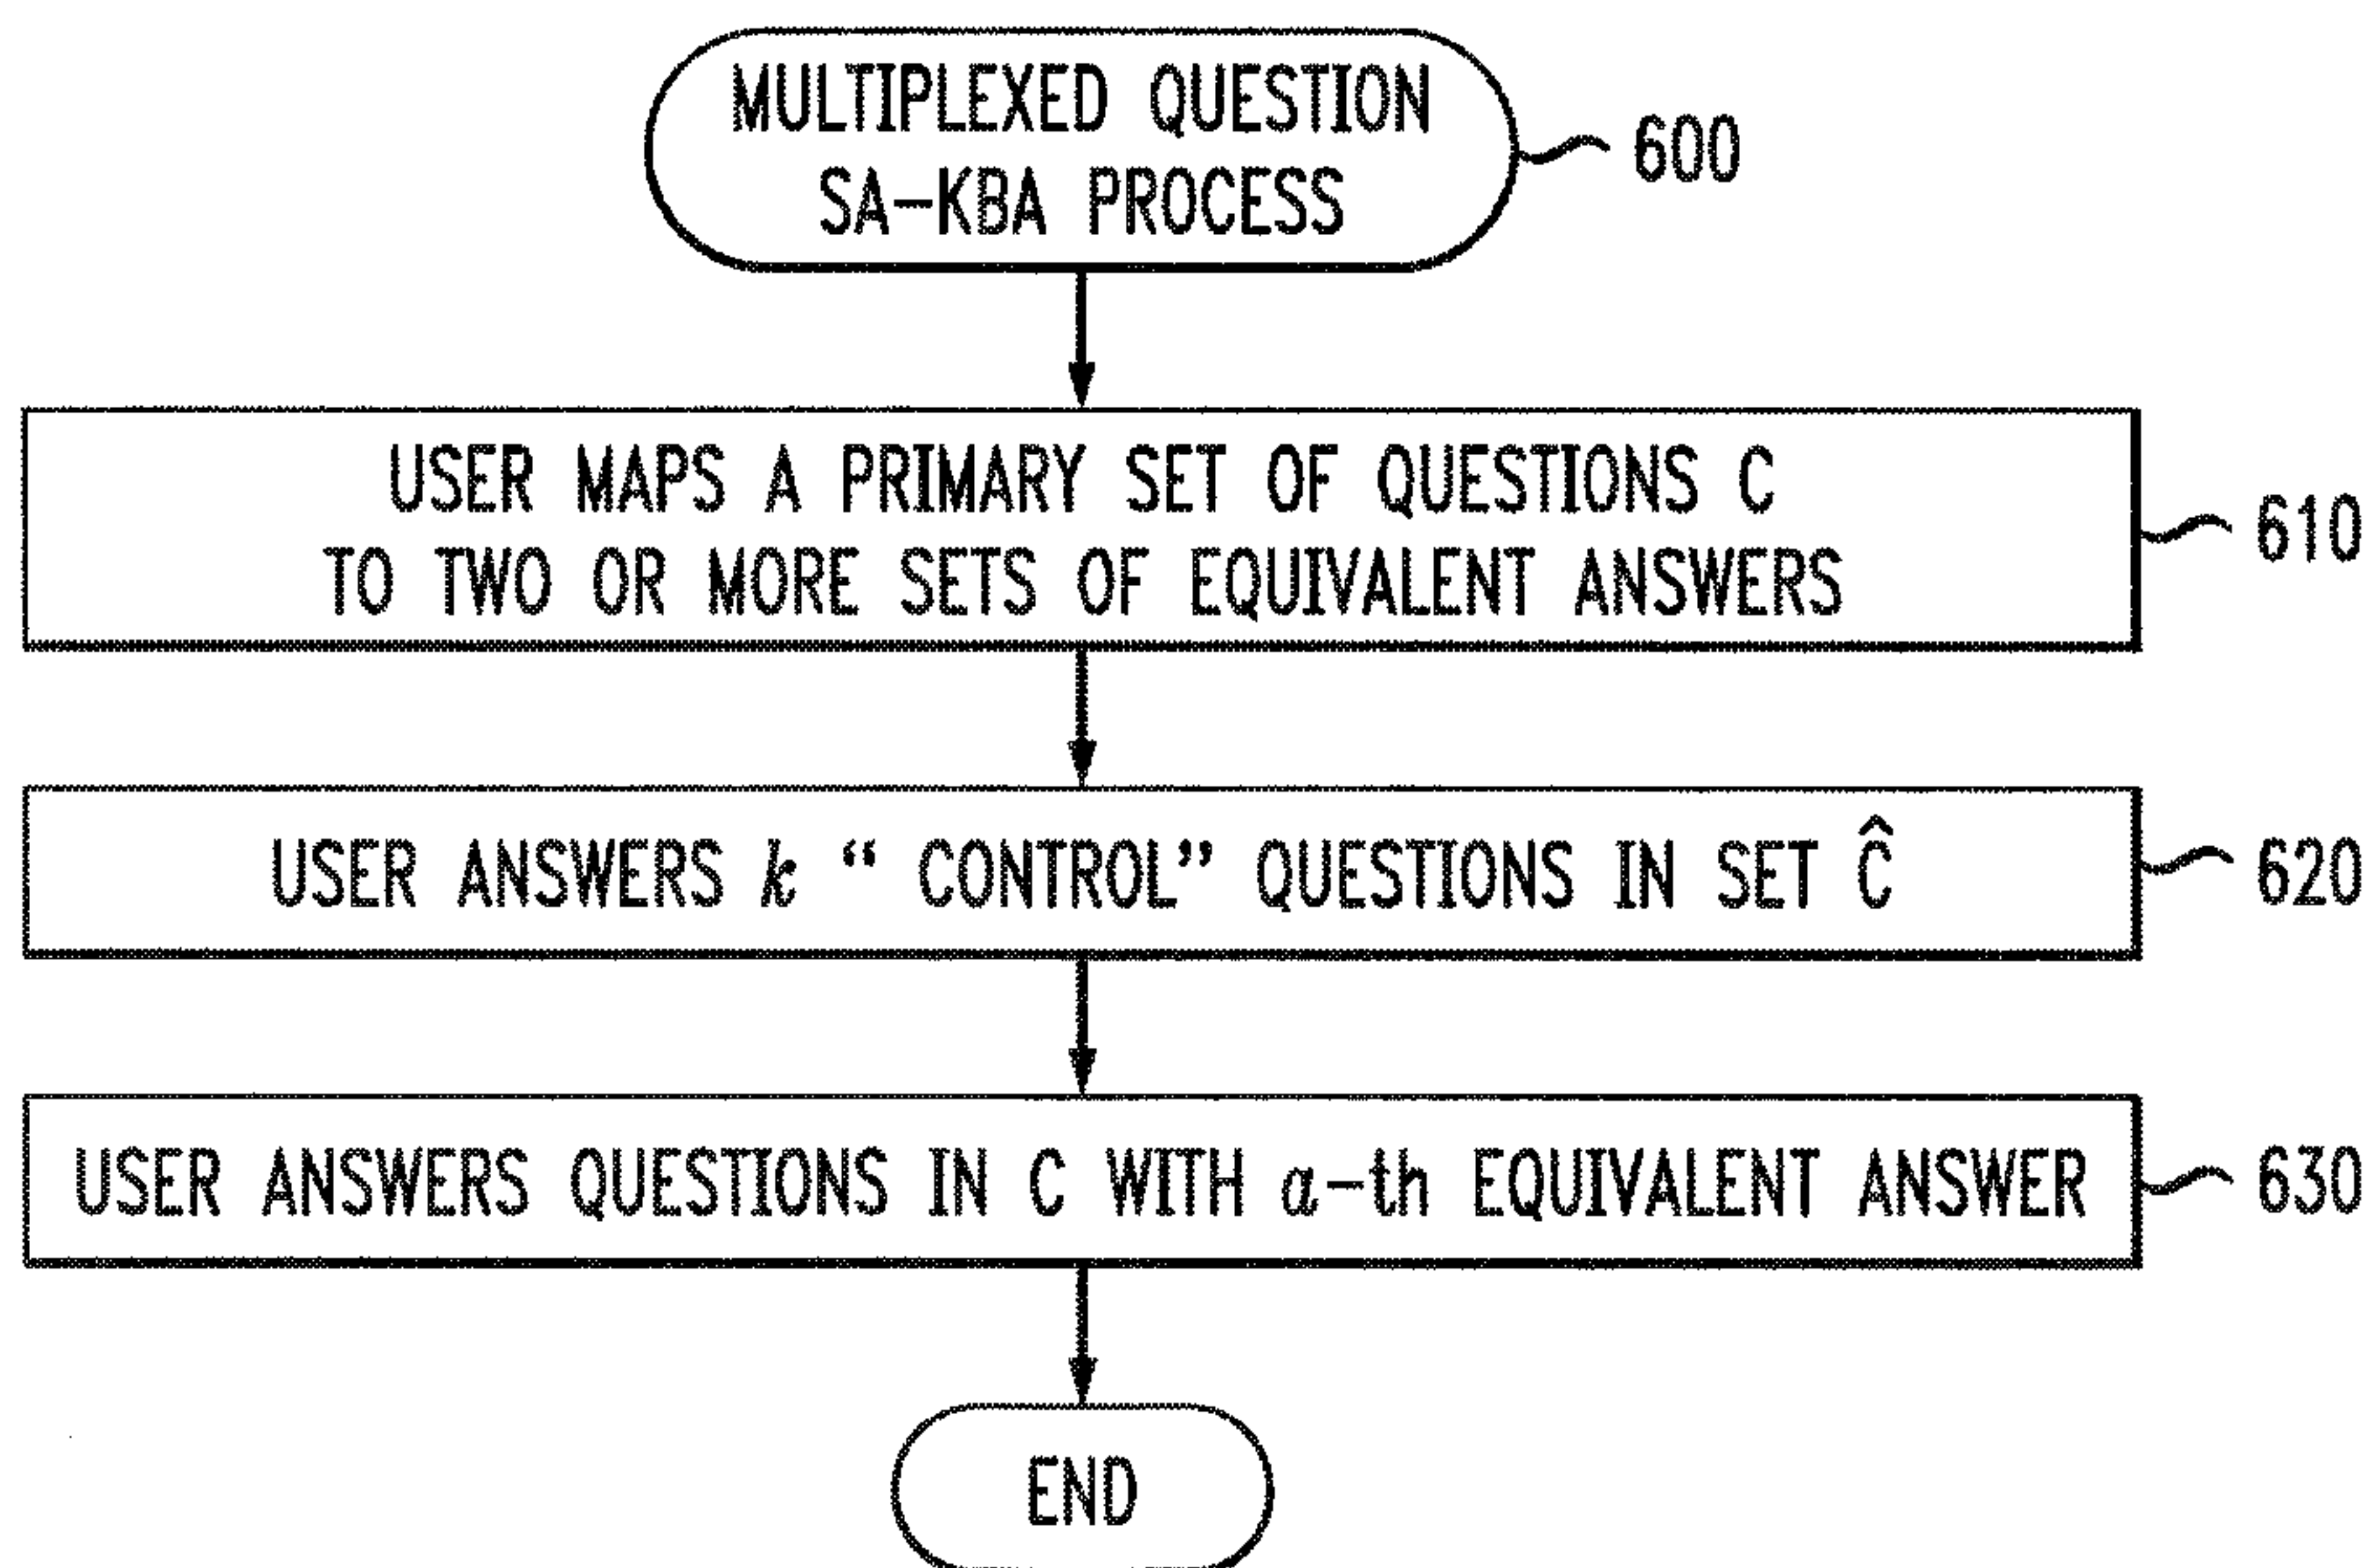 MULTIPLEXED QUESTION
SA-KBA PROCESS
600
USER MAPS A PRIMARY SET OF QUESTIONS C
TO TWO OR MORE SETS OF EQUIVALENT ANSWERS
610
USER ANSWERS k “ CONTROL” QUESTIONS IN SET Ĉ
620
USER ANSWERS QUESTIONS IN C WITH a-th EQUIVALENT ANSWER
630
END